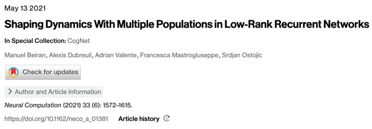 May 13 2021
Shaping Dynamics With Multiple Populations in Low-Rank Recurrent Networks
In Special Collection: CogNet
Manuel Beiran, Alexis Dubreuil, Adrian Valente, Francesca Mastrogiuseppe, Srdjan Ostojic
Check for updates
Author and Article Information
Neural Computation (2021) 33 (6): 1572–1615.
https://doi.org/10.1162/neco_a_01381 Article history